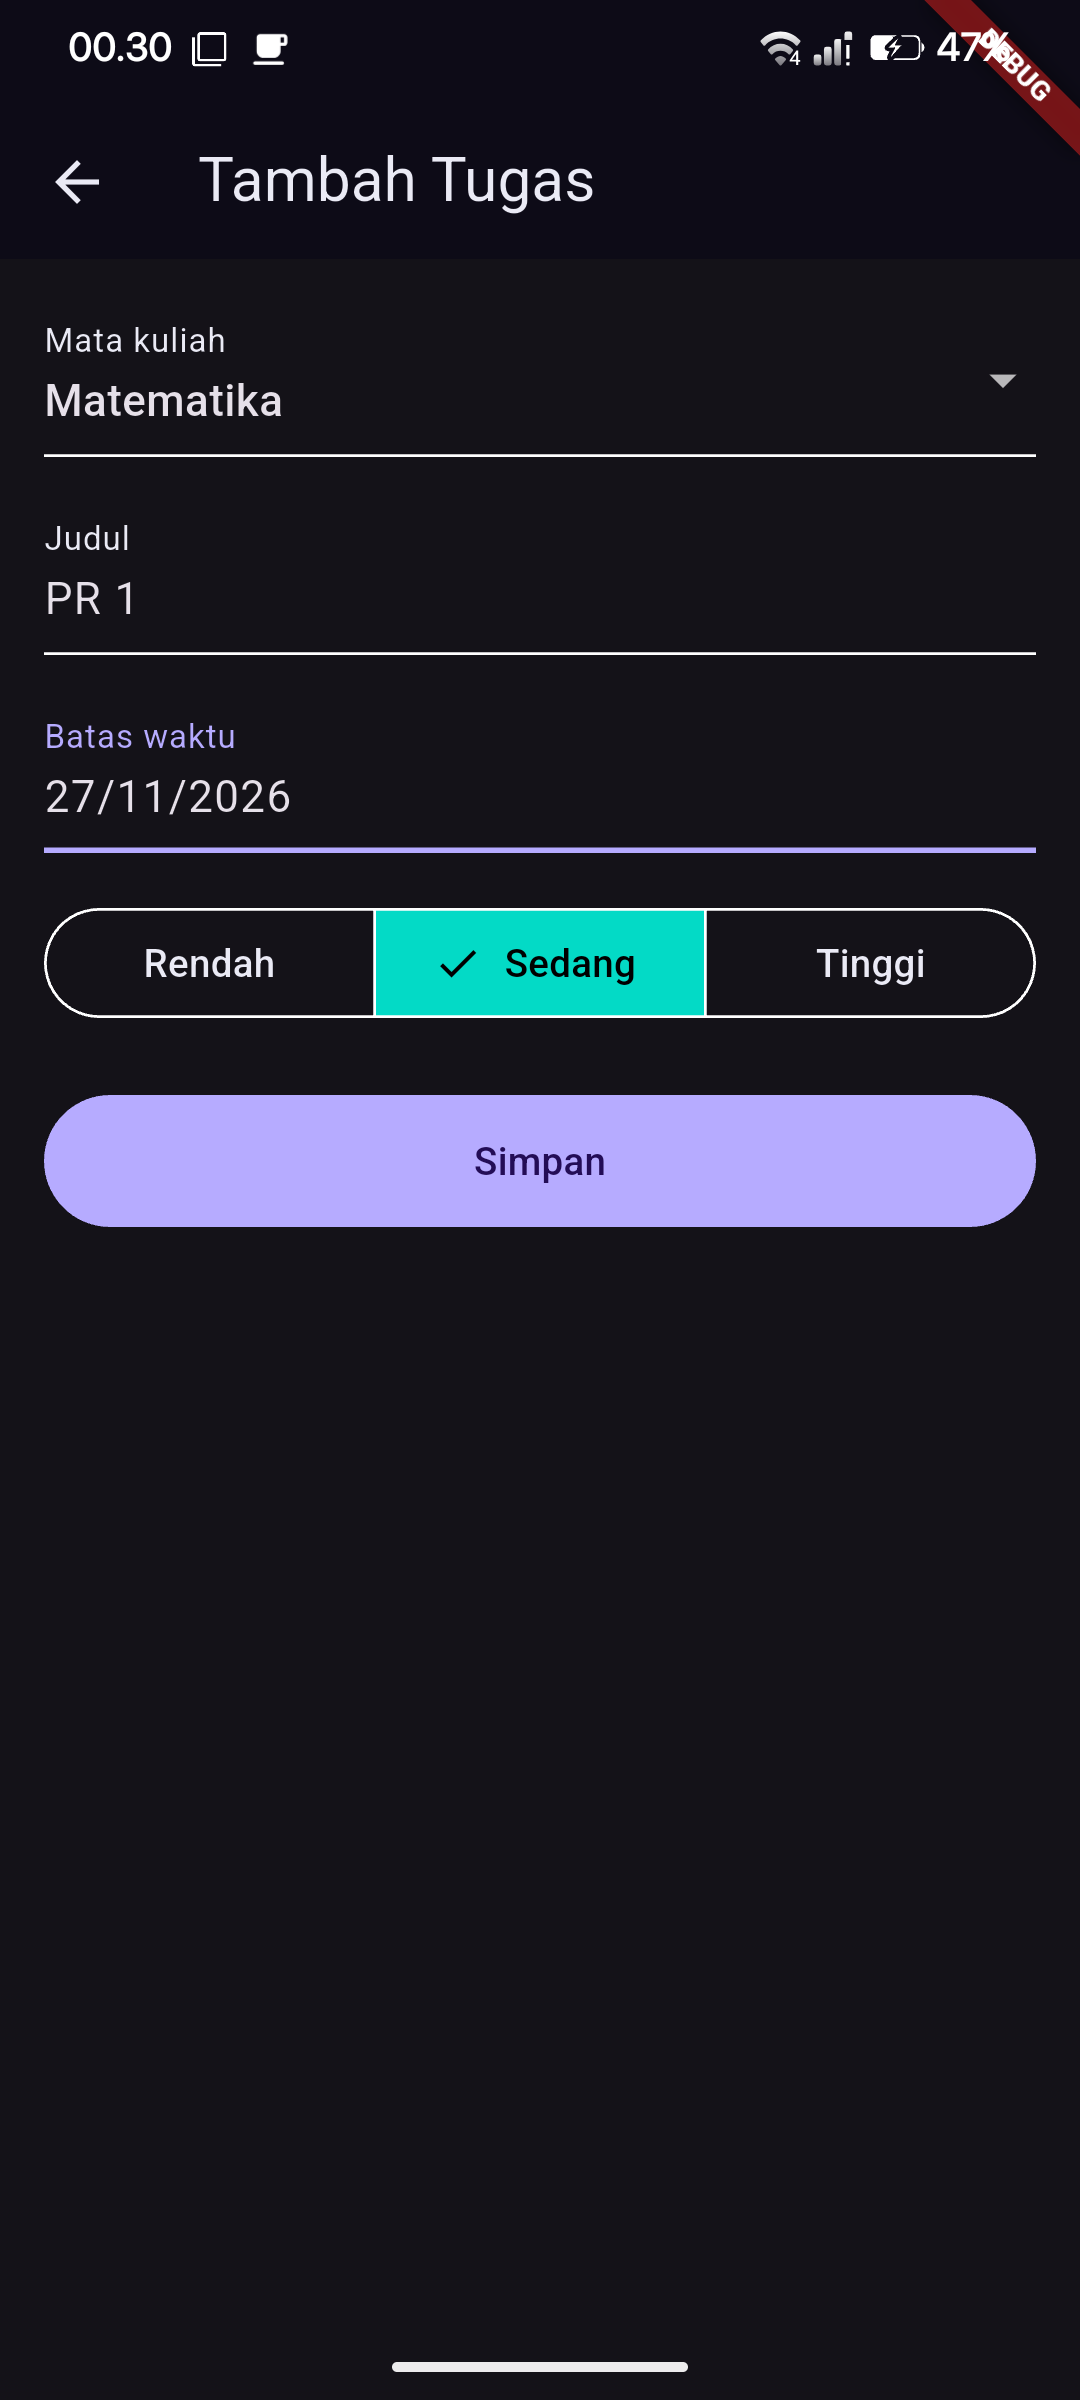 00.30 4 47%
DEBUG
Tambah Tugas
Mata kuliah
Matematika
Judul
PR 1
Batas waktu
27/11/2026
Rendah Sedang Tinggi
Simpan